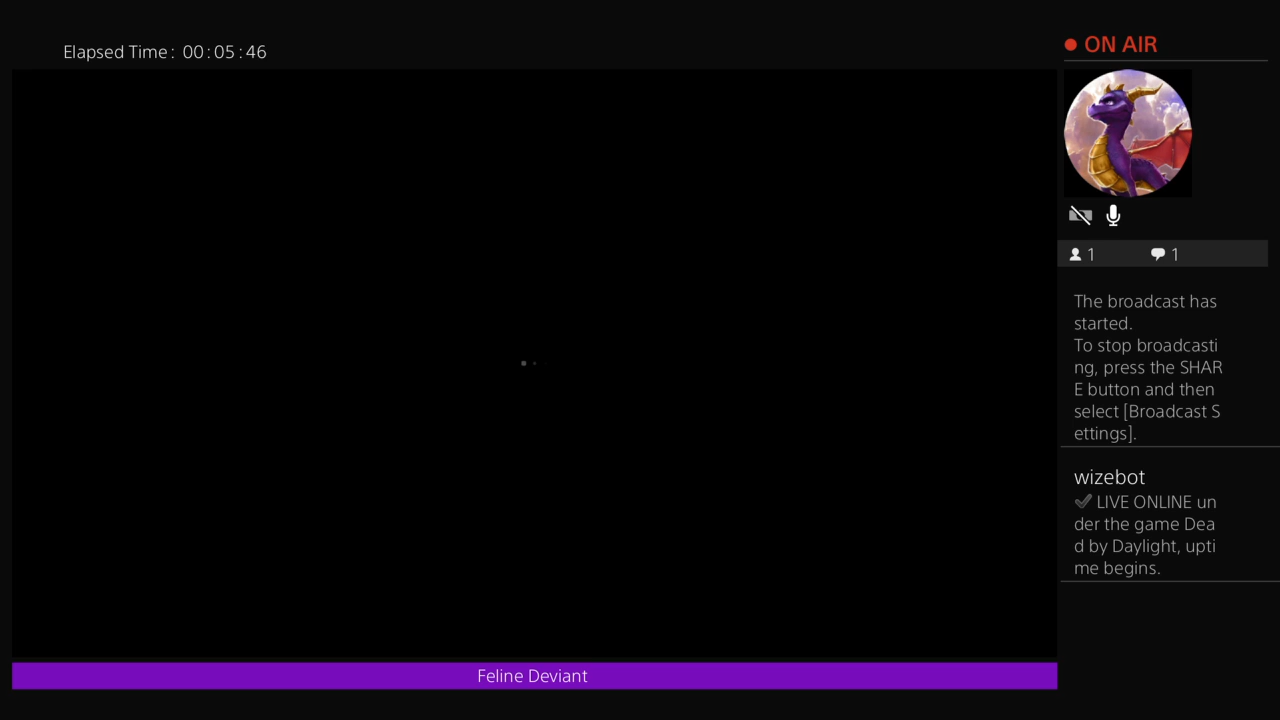 Elapsed Time: 00:05:46
ON AIR
1 1
The broadcast has
started.
To stop broadcasti
ng, press the SHAR
E button and then
select [Broadcast S
ettings].
wizebot
✔ LIVE ONLINE un
der the game Dea
d by Daylight, upti
me begins.
Feline Deviant